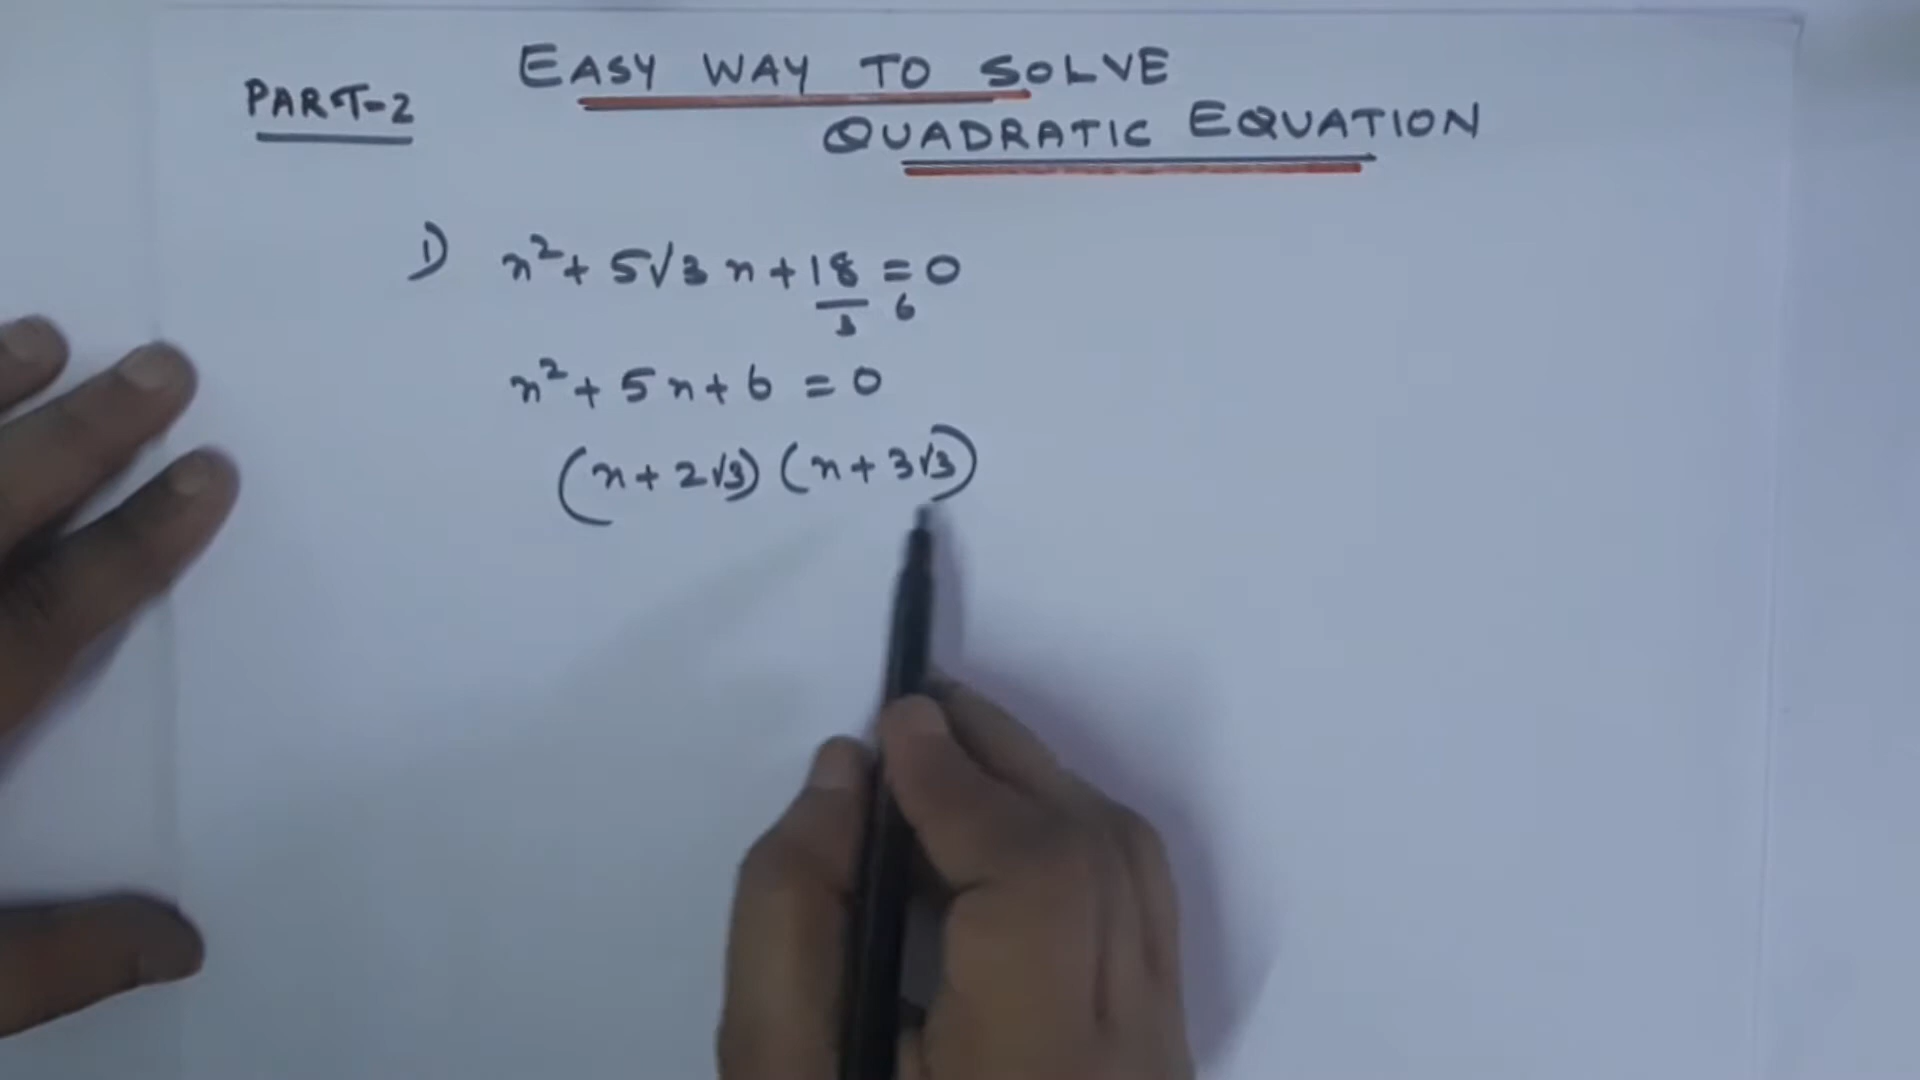 EASY WAY TO SOLVE
PART-2
QUADRATIC EQUATION
1) x² + 5√3 x + 18 = 0
3 6
x² + 5x + 6 = 0
(x + 2√3) (x + 3√3)